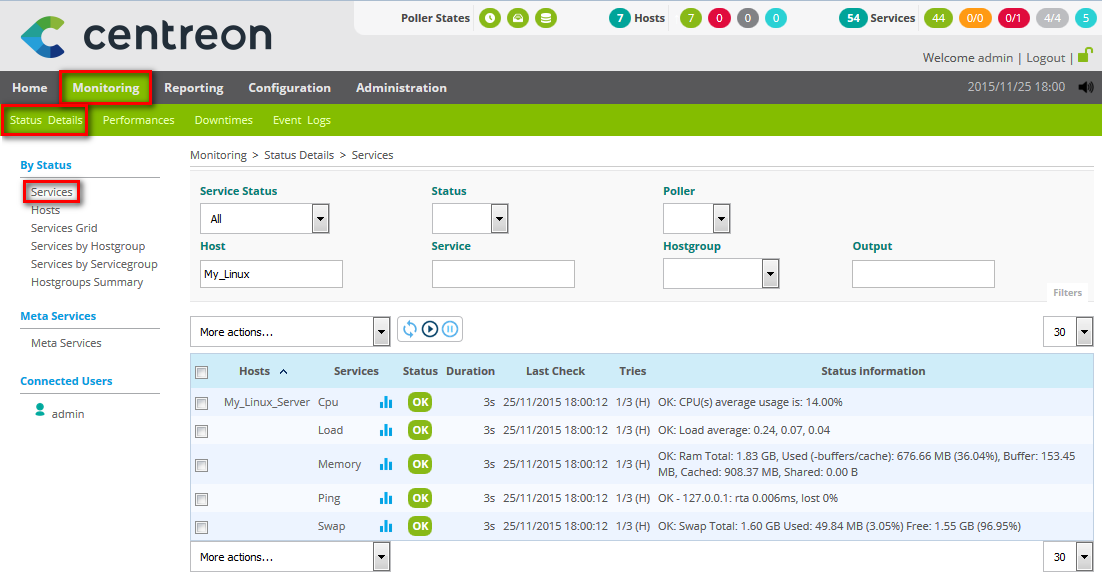 centreon
Poller States 7 Hosts 7 0 0 0 54 Services 44 0/0 0/1 4/4 5
Welcome admin | Logout |
Home Monitoring Reporting Configuration Administration 2015/11/25 18:00
Status Details Performances Downtimes Event Logs
By Status
Services
Hosts
Services Grid
Services by Hostgroup
Services by Servicegroup
Hostgroups Summary
Meta Services
Meta Services
Connected Users
admin
Monitoring > Status Details > Services
Service Status Status Poller
All
Host Service Hostgroup Output
My_Linux
Filters
More actions... 30
Hosts Services Status Duration Last Check Tries Status information
My_Linux_Server Cpu OK 3s 25/11/2015 18:00:12 1/3 (H) OK: CPU(s) average usage is: 14.00%
Load OK 3s 25/11/2015 18:00:12 1/3 (H) OK: Load average: 0.24, 0.07, 0.04
Memory OK 3s 25/11/2015 18:00:12 1/3 (H) OK: Ram Total: 1.83 GB, Used (-buffers/cache): 676.66 MB (36.04%), Buffer: 153.45
MB, Cached: 908.37 MB, Shared: 0.00 B
Ping OK 3s 25/11/2015 18:00:12 1/3 (H) OK - 127.0.0.1: rta 0.006ms, lost 0%
Swap OK 3s 25/11/2015 18:00:12 1/3 (H) OK: Swap Total: 1.60 GB Used: 49.84 MB (3.05%) Free: 1.55 GB (96.95%)
More actions... 30